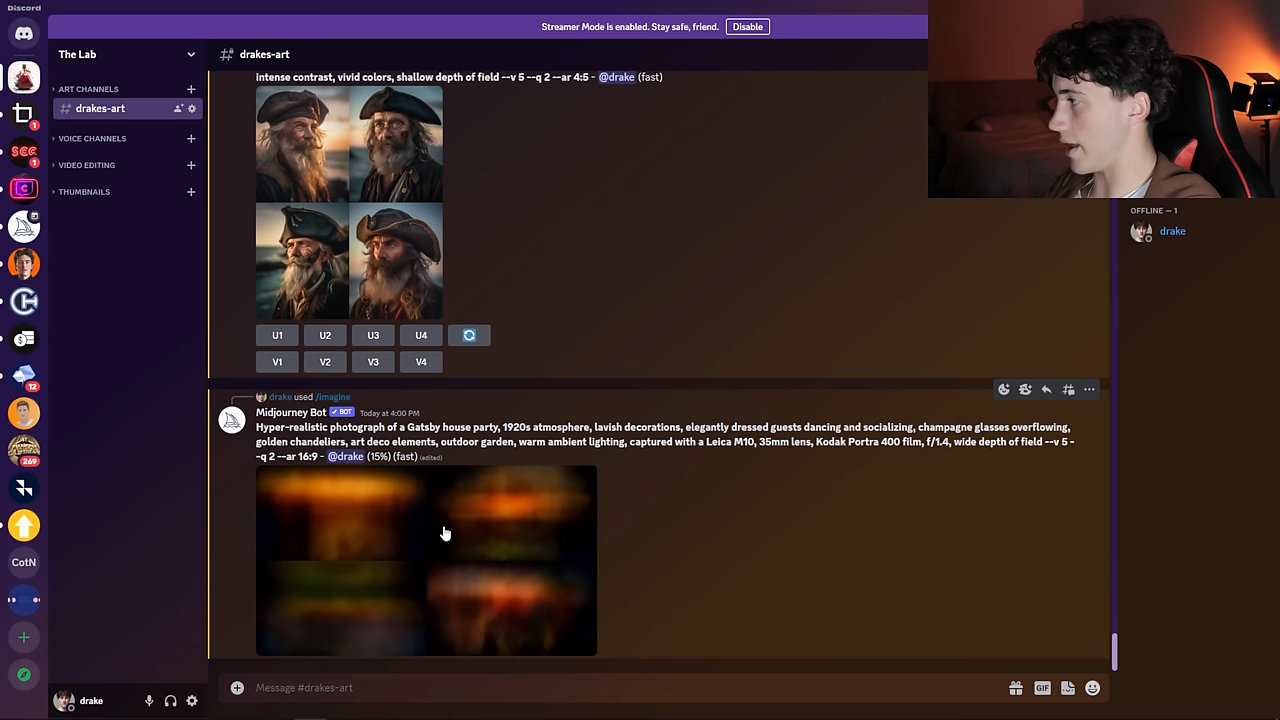 Discord
Streamer Mode is enabled. Stay safe, friend.
Disable
The Lab
drakes-art
ART CHANNELS
drakes-art
VOICE CHANNELS
VIDEO EDITING
THUMBNAILS
1
SCC
1
12
269
CotN
intense contrast, vivid colors, shallow depth of field --v 5 --q 2 --ar 4:5 - @drake (fast)
U1 U2 U3 U4
V1 V2 V3 V4
drake used /imagine
Midjourney Bot ✓ BOT Today at 4:00 PM
Hyper-realistic photograph of a Gatsby house party, 1920s atmosphere, lavish decorations, elegantly dressed guests dancing and socializing, champagne glasses overflowing,
golden chandeliers, art deco elements, outdoor garden, warm ambient lighting, captured with a Leica M10, 35mm lens, Kodak Portra 400 film, f/1.4, wide depth of field --v 5 -
-q 2 --ar 16:9 - @drake (15%) (fast) (edited)
Message #drakes-art
GIF
OFFLINE — 1
drake
drake